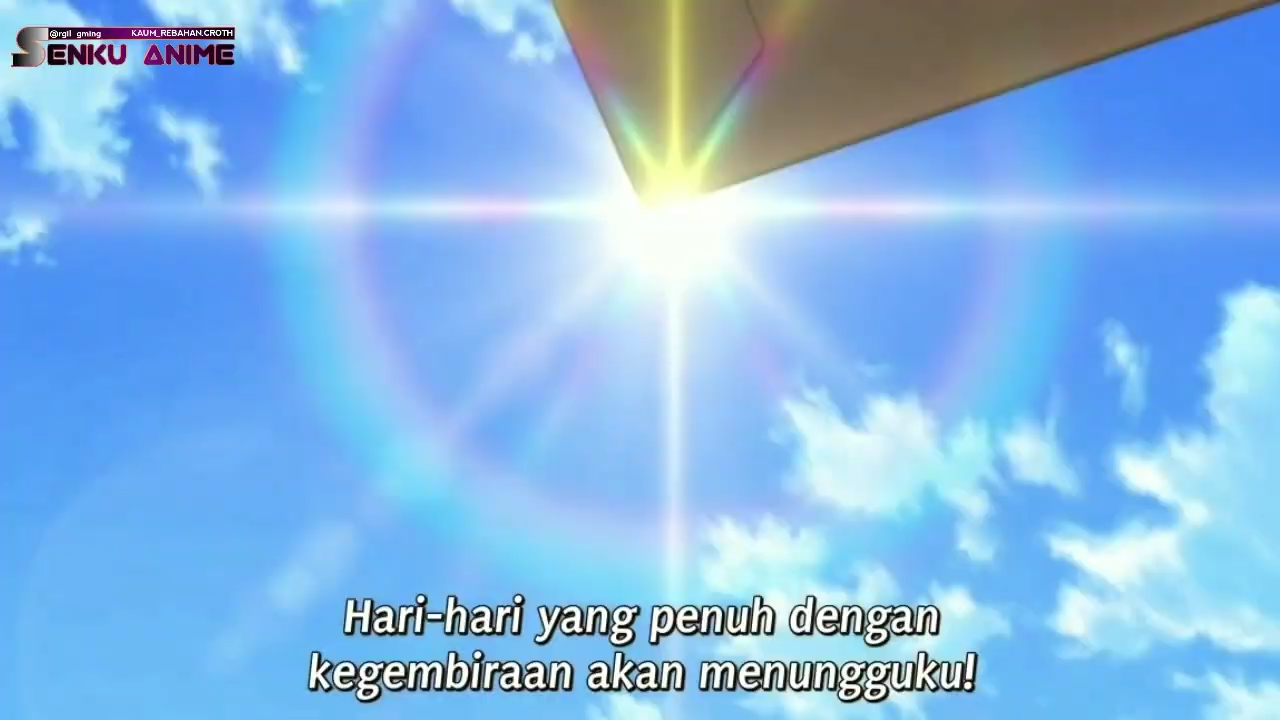 @rgil_gming KAUM_REBAHAN.CROTH
SENKU ANIME
Hari-hari yang penuh dengan
kegembiraan akan menungguku!